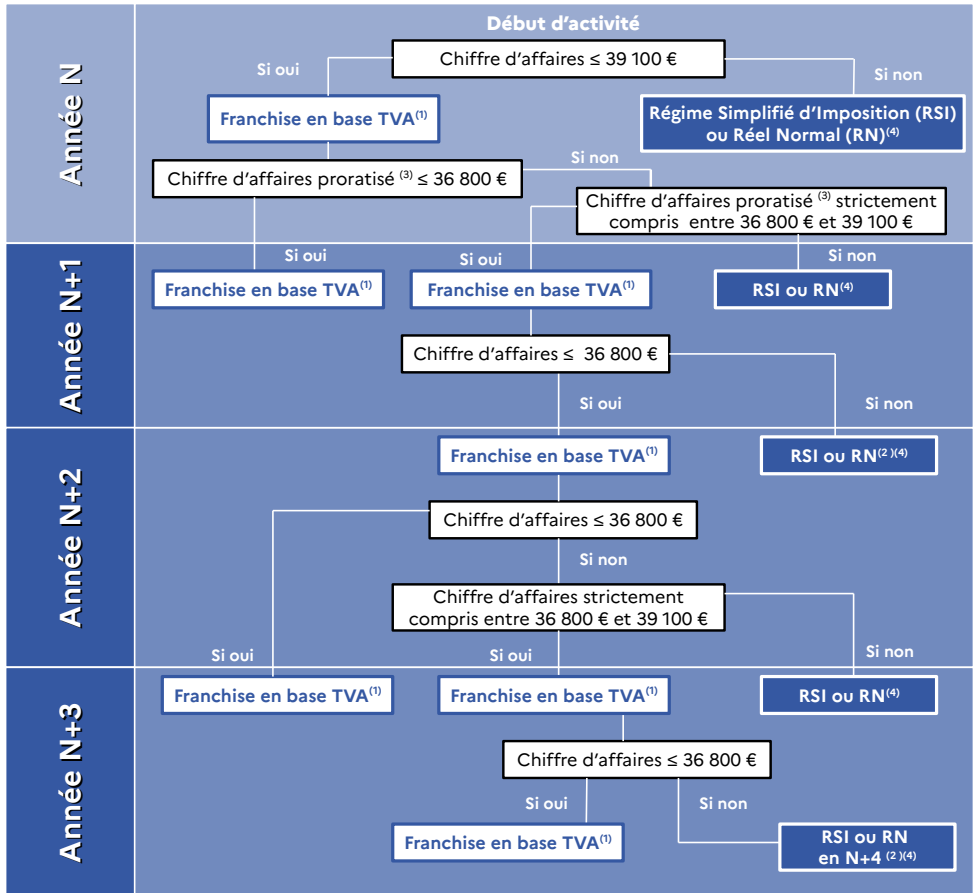 Année N
Début d'activité
Chiffre d'affaires ≤ 39 100 €
Si oui
Si non
Franchise en base TVA(1)
Régime Simplifié d'Imposition (RSI)
ou Réel Normal (RN)(4)
Si non
Chiffre d'affaires proratisé (3) ≤ 36 800 €
Chiffre d'affaires proratisé (3) strictement
compris entre 36 800 € et 39 100 €
Année N+1
Si oui
Si oui
Si non
Franchise en base TVA(1)
Franchise en base TVA(1)
RSI ou RN(4)
Chiffre d'affaires ≤ 36 800 €
Si oui
Si non
Année N+2
Franchise en base TVA(1)
RSI ou RN(2 )(4)
Chiffre d'affaires ≤ 36 800 €
Si non
Chiffre d'affaires strictement
compris entre 36 800 € et 39 100 €
Si oui
Si oui
Si non
Année N+3
Franchise en base TVA(1)
Franchise en base TVA(1)
RSI ou RN(4)
Chiffre d'affaires ≤ 36 800 €
Si oui
Si non
Franchise en base TVA(1)
RSI ou RN
en N+4 (2 )(4)